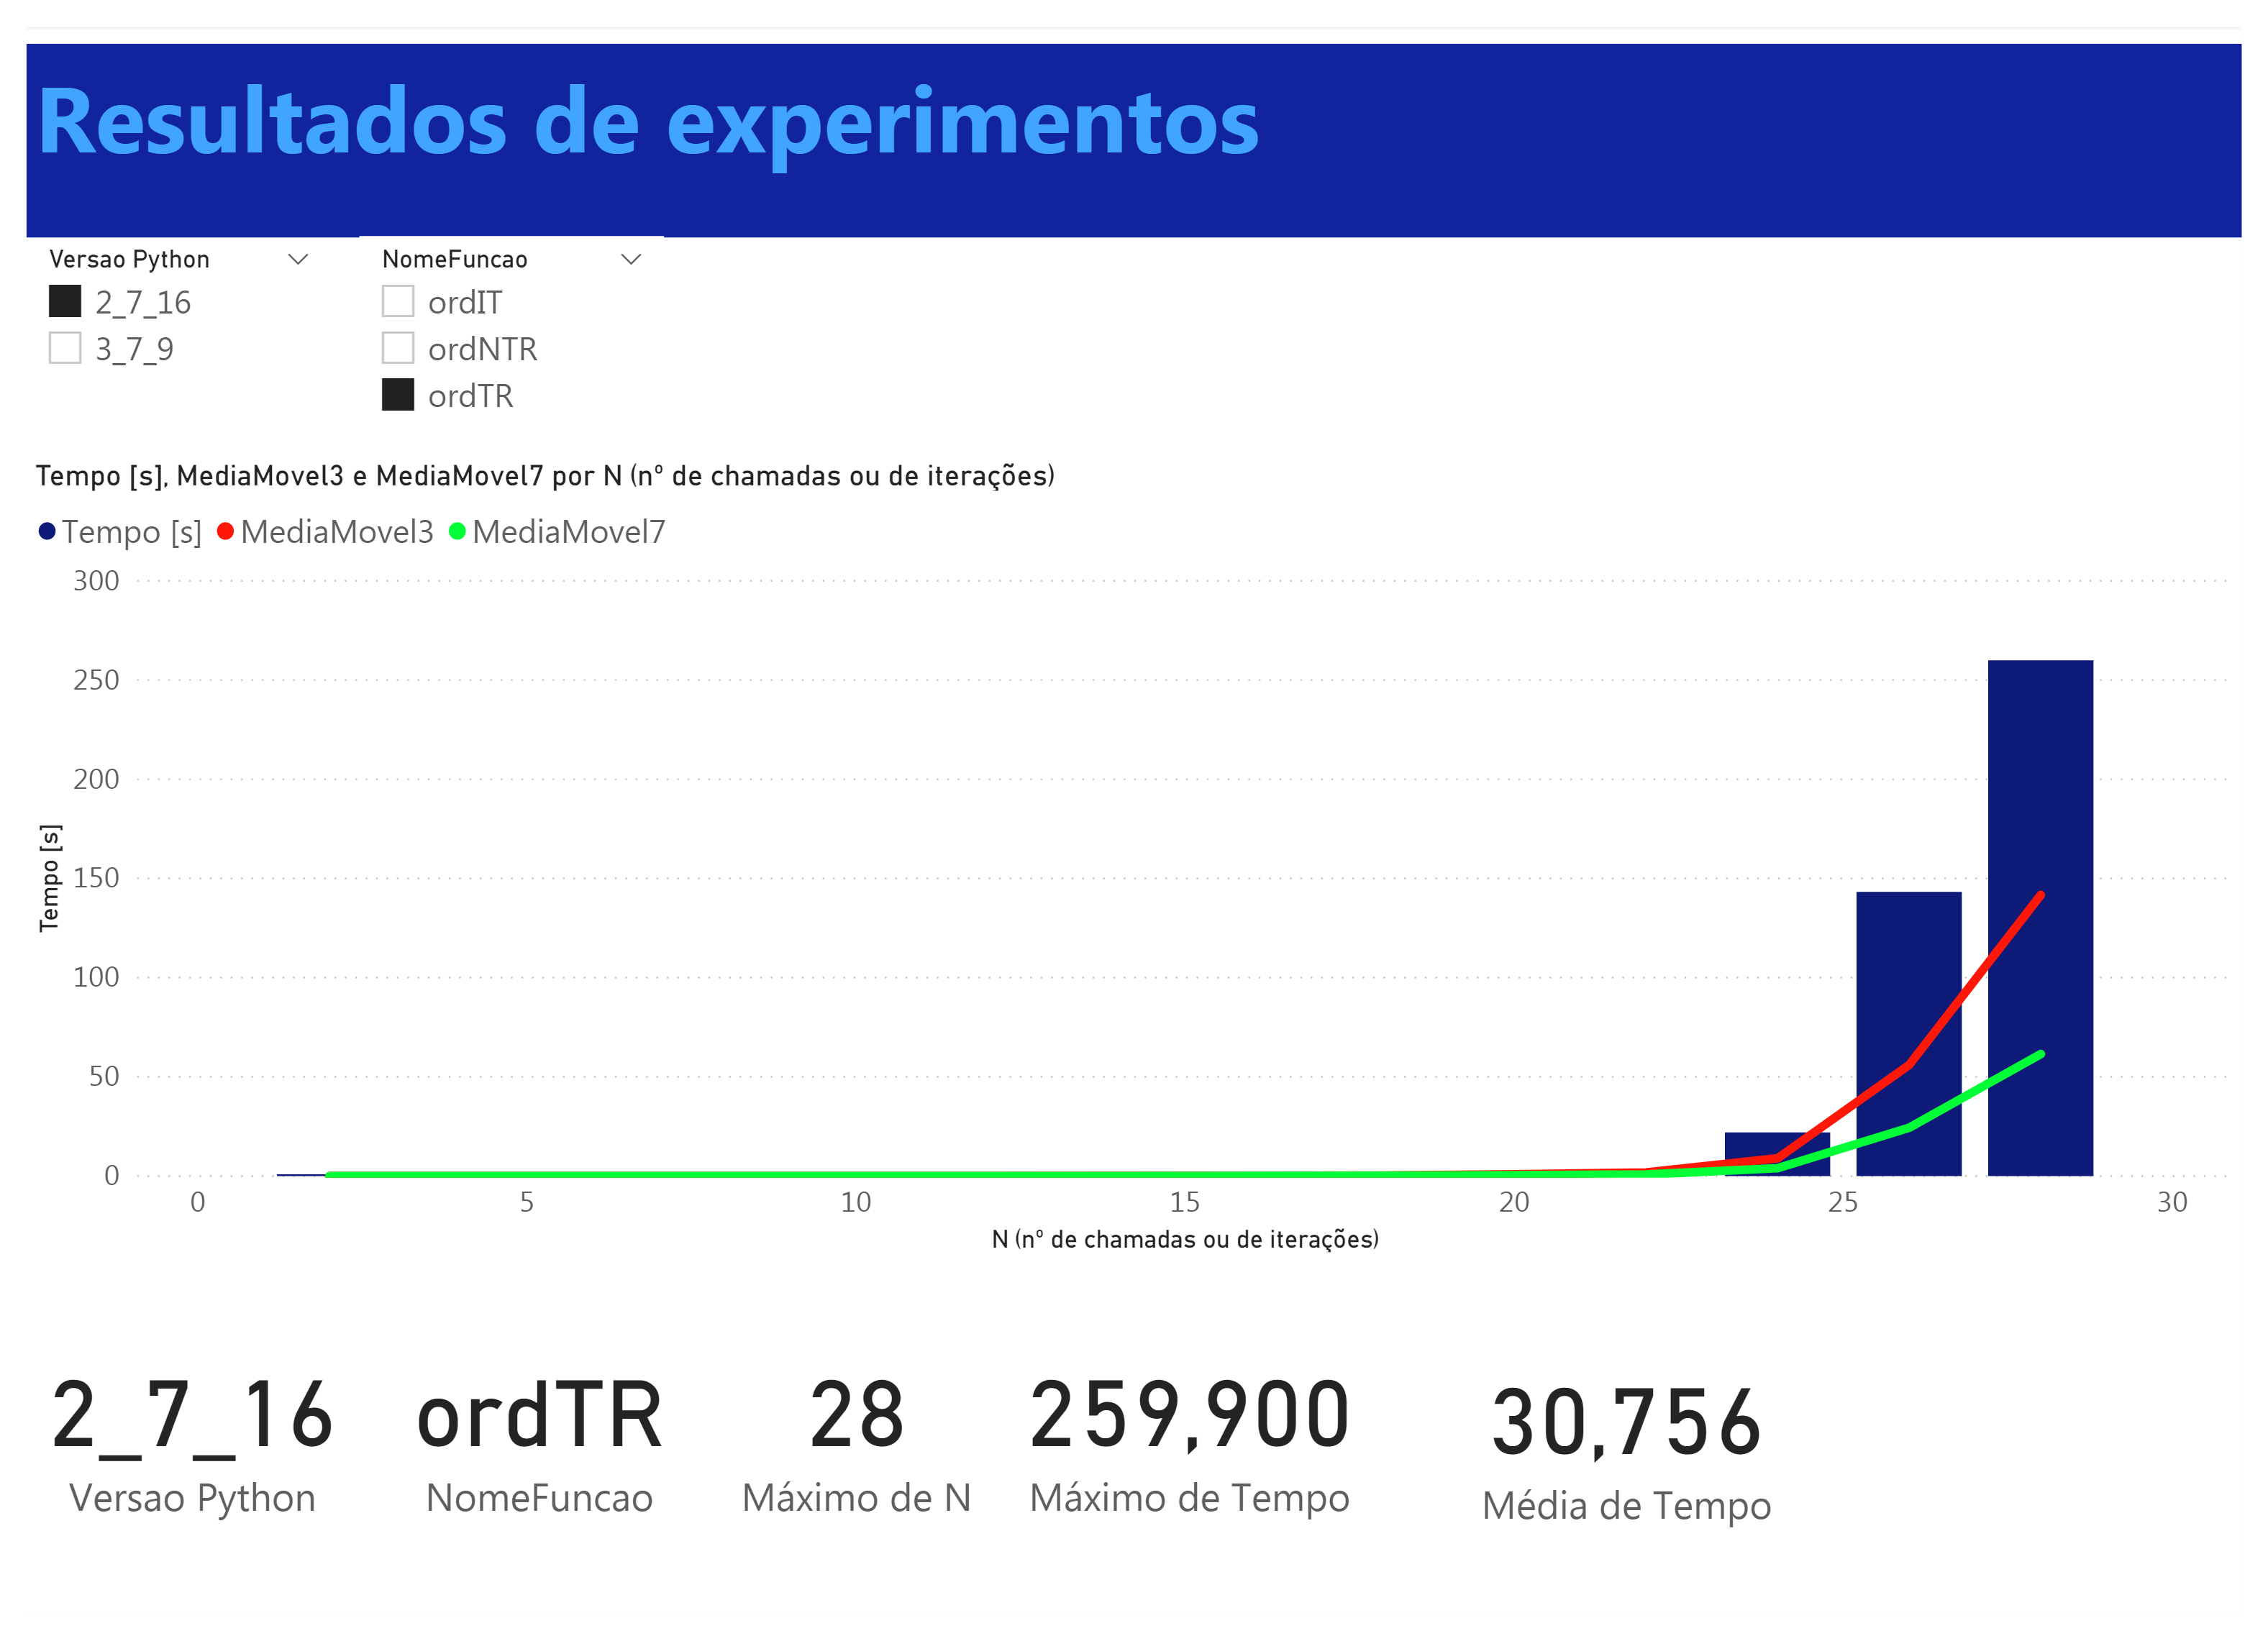 Resultados de experimentos
Versao Python
2_7_16
3_7_9
NomeFuncao
ordIT
ordNTR
ordTR
Tempo [s], MediaMovel3 e MediaMovel7 por N (nº de chamadas ou de iterações)
Tempo [s] MediaMovel3 MediaMovel7
300
250
200
150
100
50
0
Tempo [s]
0 5 10 15 20 25 30
N (nº de chamadas ou de iterações)
2_7_16
Versao Python
ordTR
NomeFuncao
28
Máximo de N
259,900
Máximo de Tempo
30,756
Média de Tempo